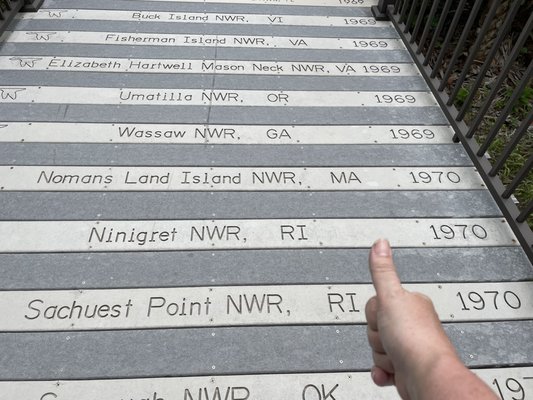 Buck Island NWR, VI 1969
Fisherman Island NWR, VA 1969
Elizabeth Hartwell Mason Neck NWR, VA 1969
Umatilla NWR, OR 1969
Wassaw NWR, GA 1969
Nomans Land Island NWR, MA 1970
Ninigret NWR, RI 1970
Sachuest Point NWR, RI 1970
NWR, OK